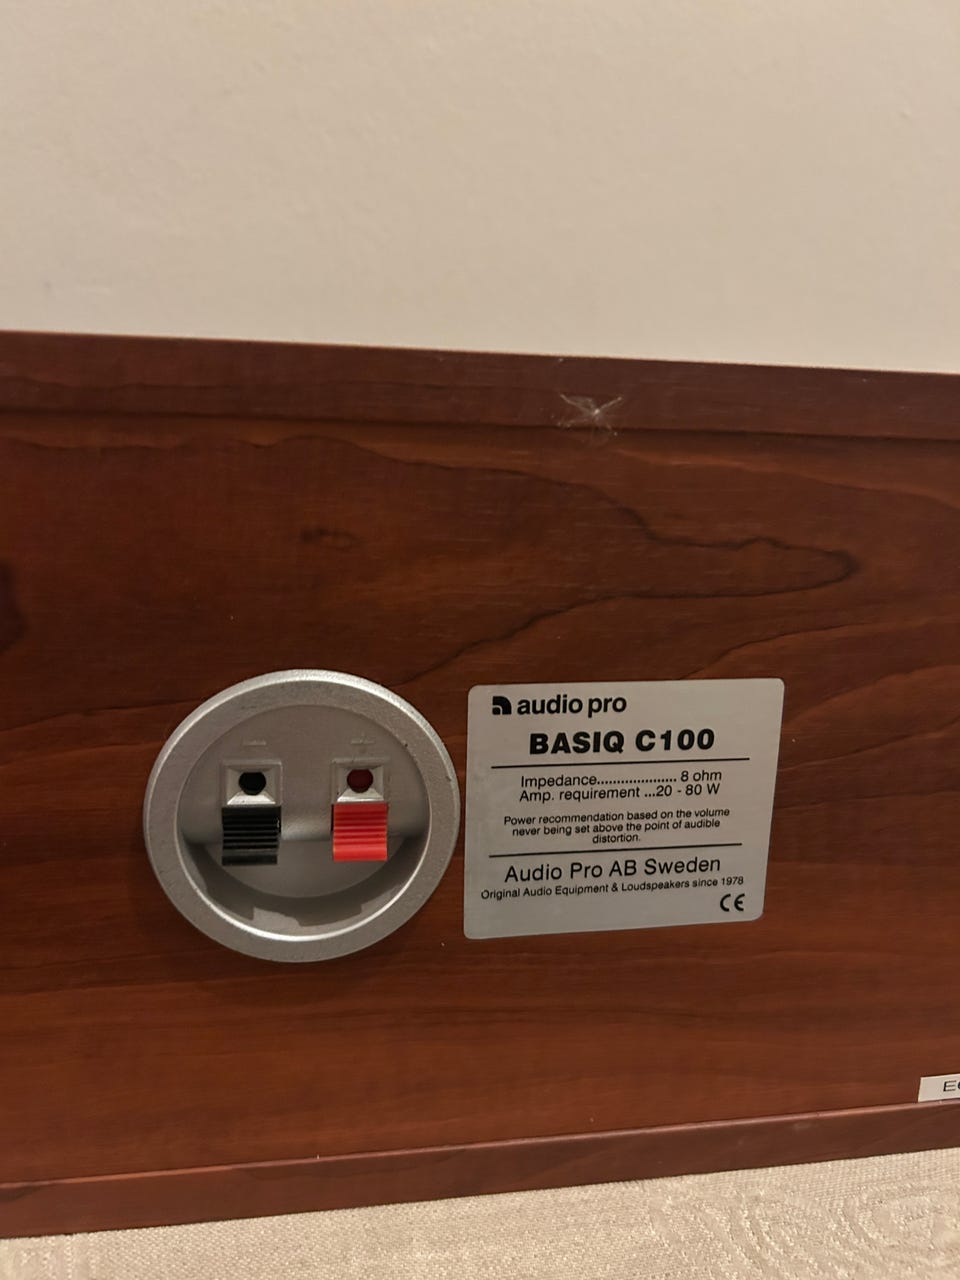 audio pro
BASIQ C100
Impedance.................... 8 ohm
Amp. requirement ...20 - 80 W
Power recommendation based on the volume
never being set above the point of audible
distortion.
Audio Pro AB Sweden
Original Audio Equipment & Loudspeakers since 1978
CE